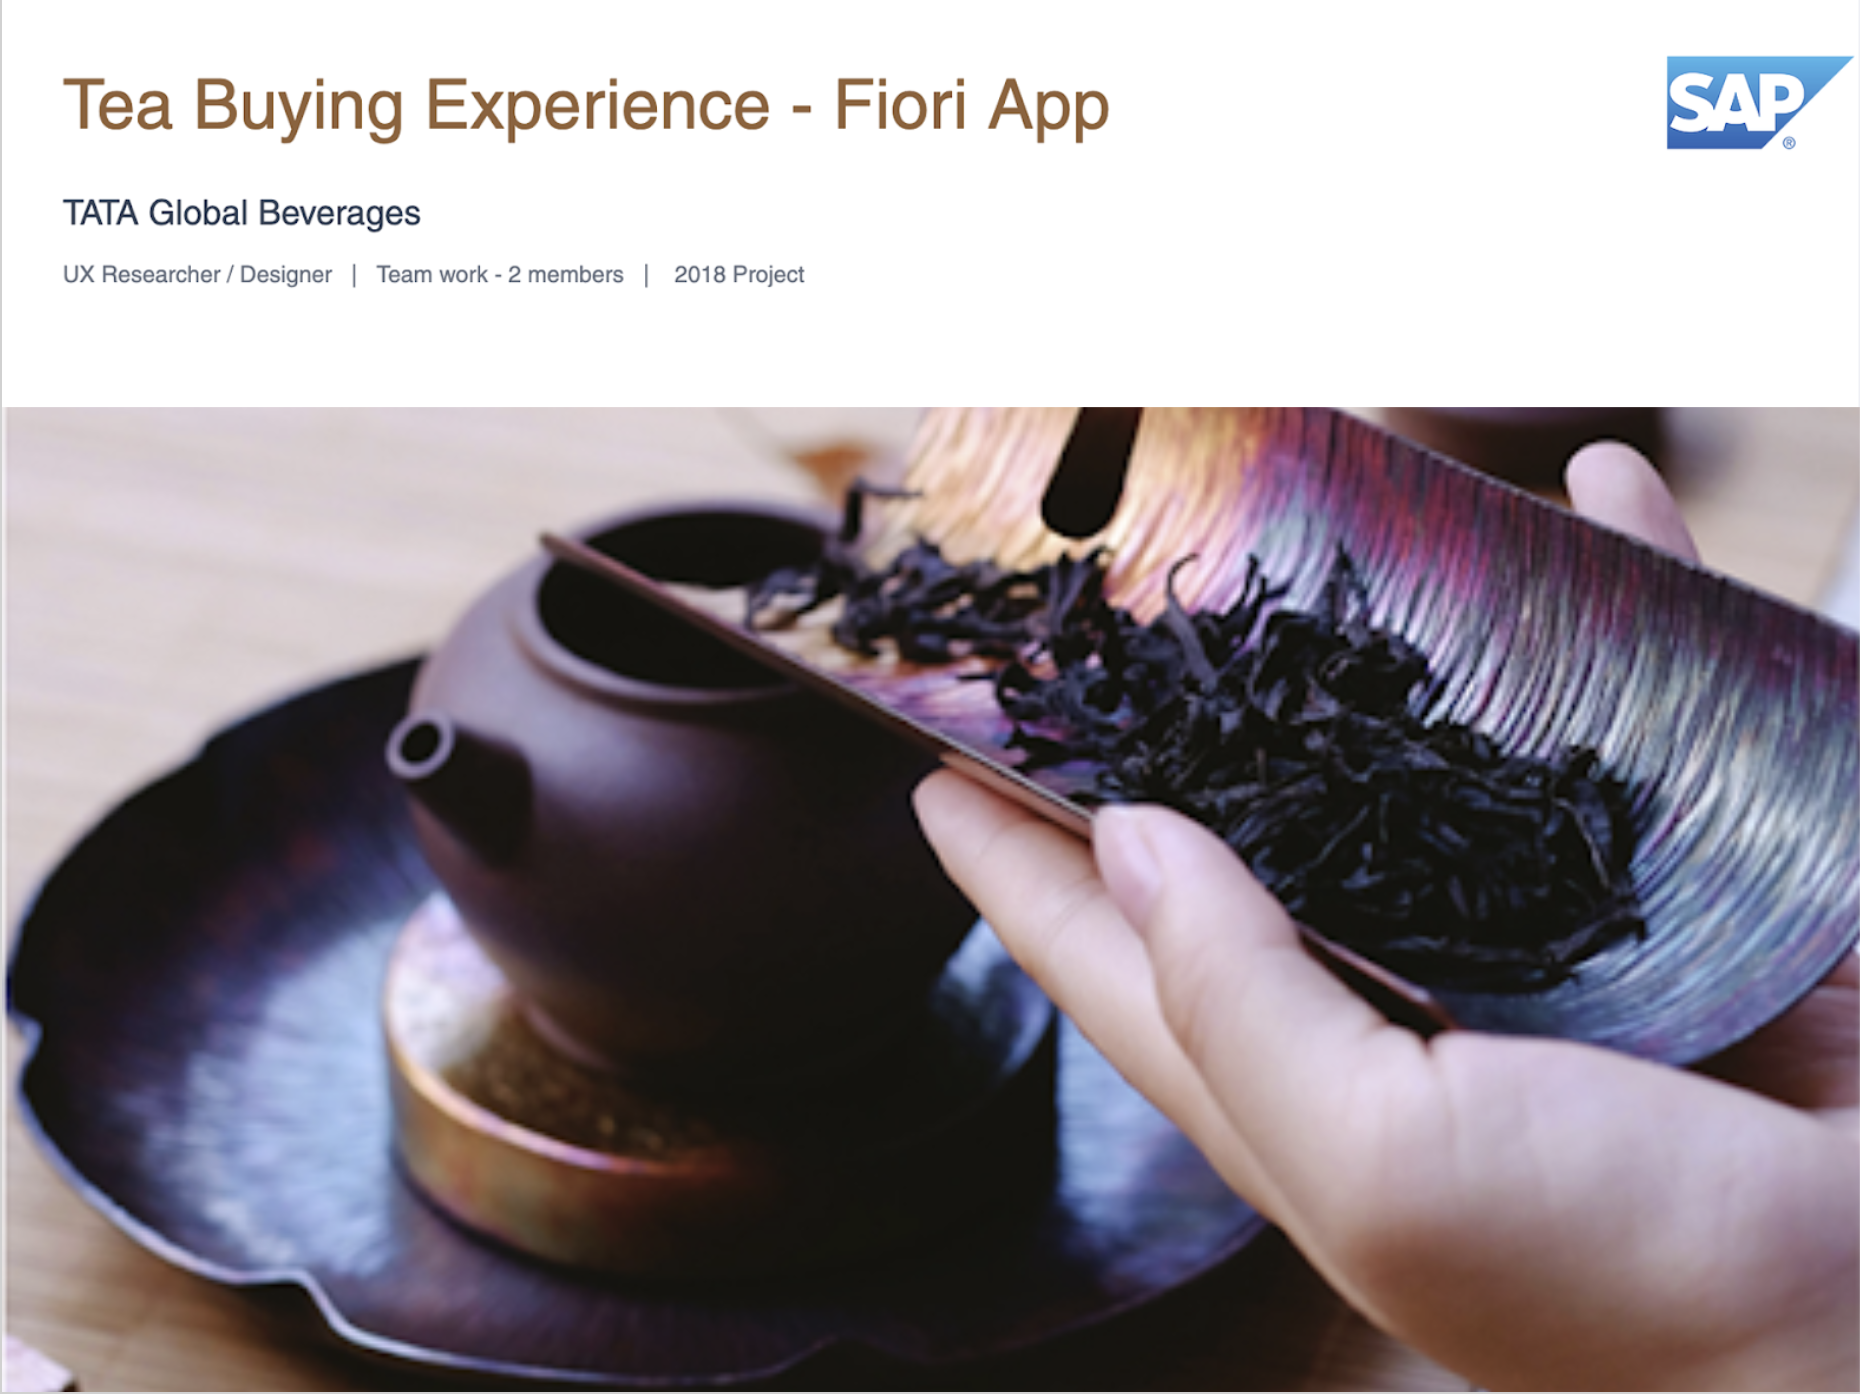 Tea Buying Experience - Fiori App
SAP
®
TATA Global Beverages
UX Researcher / Designer | Team work - 2 members | 2018 Project